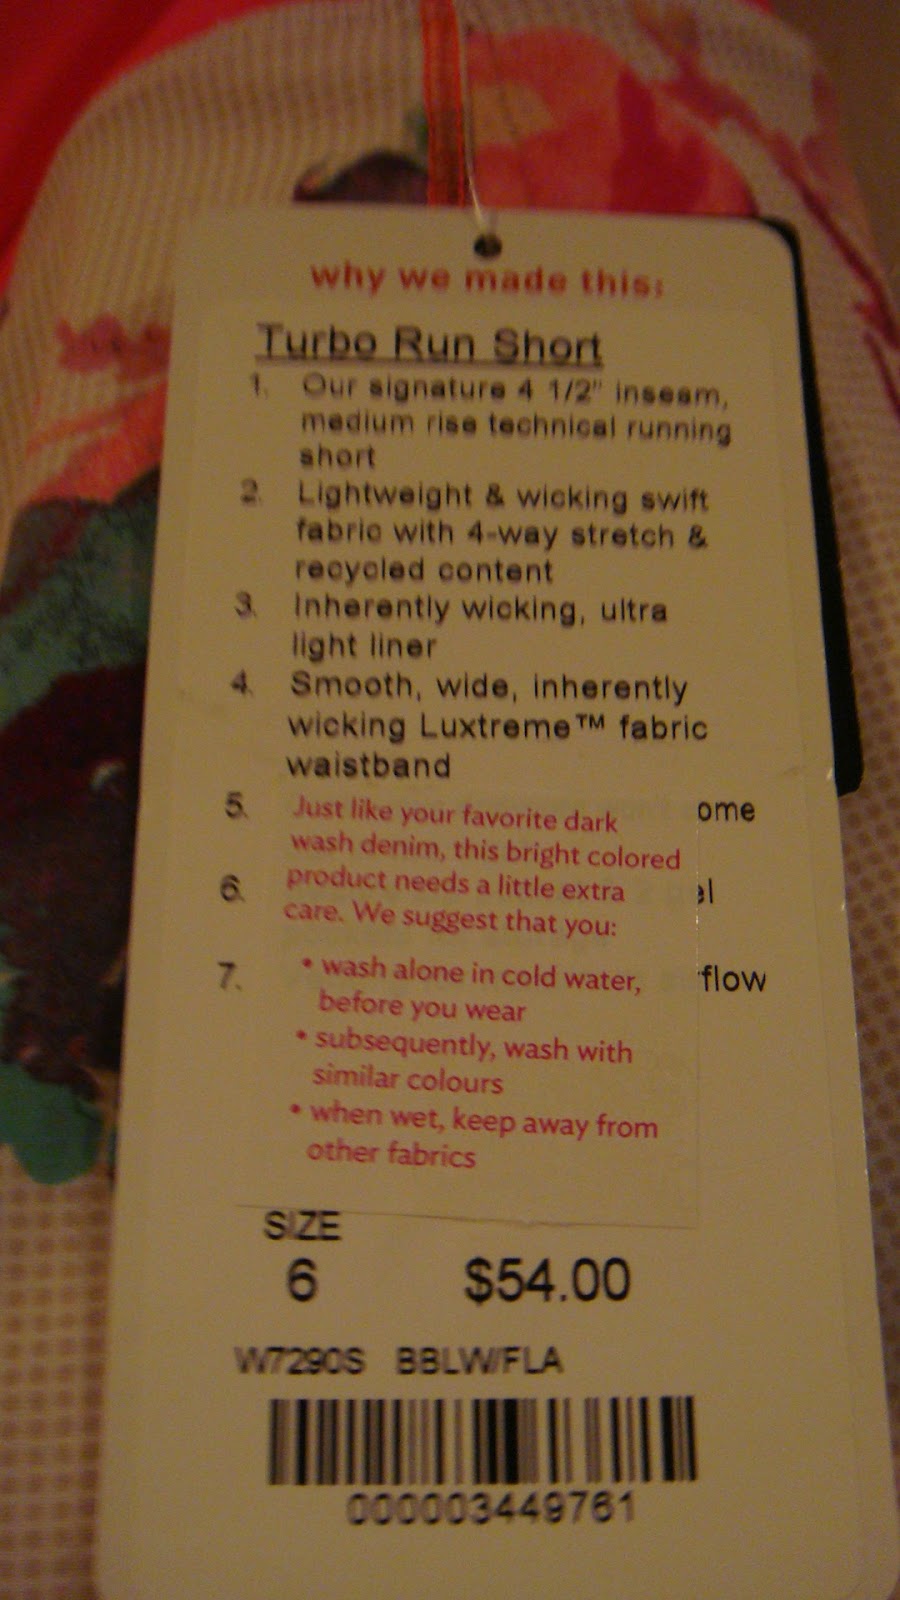 why we made this:
Turbo Run Short
1. Our signature 4 1/2" inseam,
medium rise technical running
short
2. Lightweight & wicking swift
fabric with 4-way stretch &
recycled content
3. Inherently wicking, ultra
light liner
4. Smooth, wide, inherently
wicking Luxtreme™ fabric
waistband
5. ome
6. el
7. flow
Just like your favorite dark
wash denim, this bright colored
product needs a little extra
care. We suggest that you:
• wash alone in cold water,
before you wear
• subsequently, wash with
similar colours
• when wet, keep away from
other fabrics
SIZE
6 $54.00
W7290S BBLW/FLA
000003449761